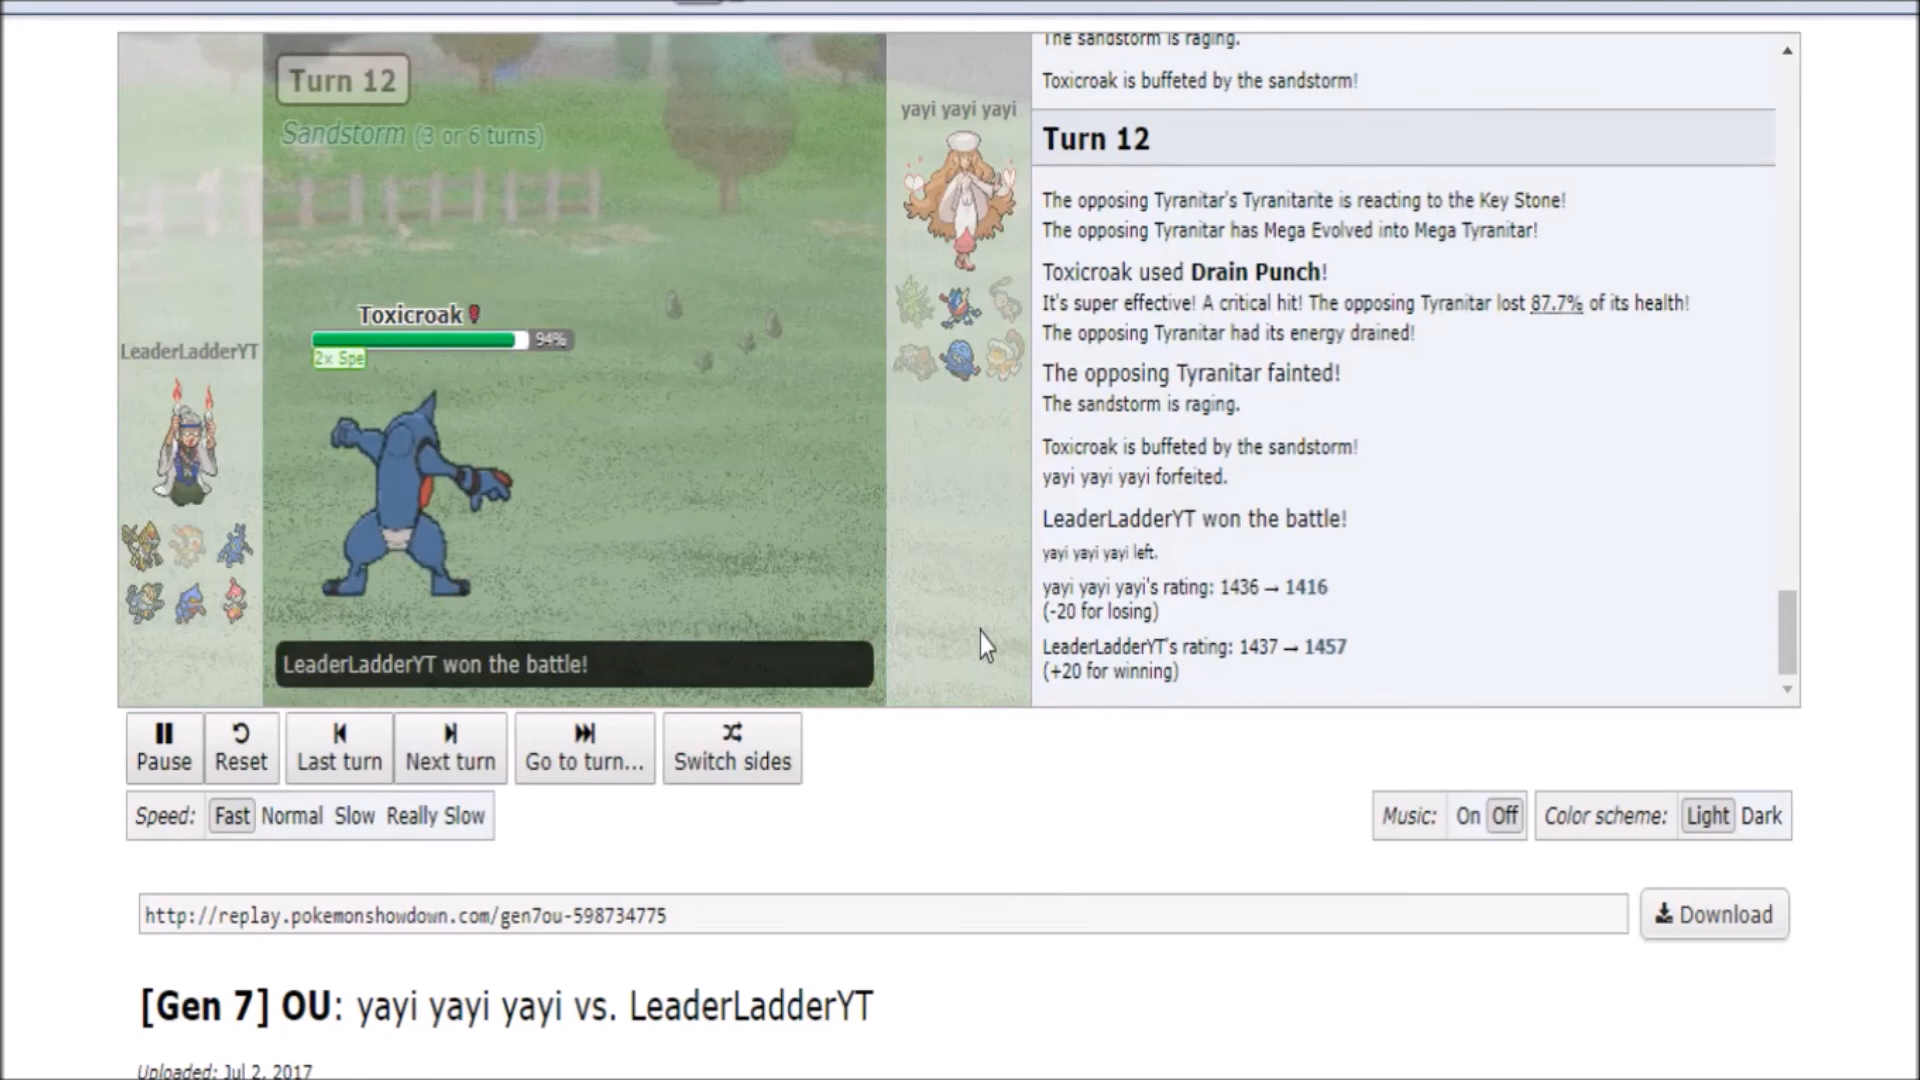 Turn 12
Sandstorm (3 or 6 turns)
LeaderLadderYT
Toxicroak
94%
2x Spe
LeaderLadderYT won the battle!
yayi yayi yayi
The sandstorm is raging.
Toxicroak is buffeted by the sandstorm!
Turn 12
The opposing Tyranitar's Tyranitarite is reacting to the Key Stone!
The opposing Tyranitar has Mega Evolved into Mega Tyranitar!
Toxicroak used Drain Punch!
It's super effective! A critical hit! The opposing Tyranitar lost 87.7% of its health!
The opposing Tyranitar had its energy drained!
The opposing Tyranitar fainted!
The sandstorm is raging.
Toxicroak is buffeted by the sandstorm!
yayi yayi yayi forfeited.
LeaderLadderYT won the battle!
yayi yayi yayi left.
yayi yayi yayi's rating: 1436 → 1416
(-20 for losing)
LeaderLadderYT's rating: 1437 → 1457
(+20 for winning)
Pause Reset Last turn Next turn Go to turn... Switch sides
Speed: Fast Normal Slow Really Slow
Music: On Off Color scheme: Light Dark
http://replay.pokemonshowdown.com/gen7ou-598734775
Download
[Gen 7] OU: yayi yayi yayi vs. LeaderLadderYT
Uploaded: Jul 2, 2017